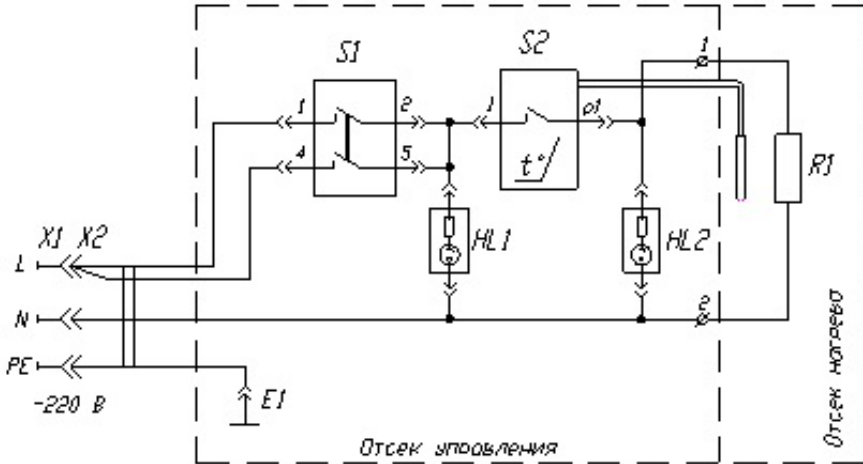 S1
S2
1
1
2
1
p1
4
5
t°
R1
HL1
HL2
X1 X2
L
N
2
PE
~220 В
E1
Отсек управления
Отсек нагрева